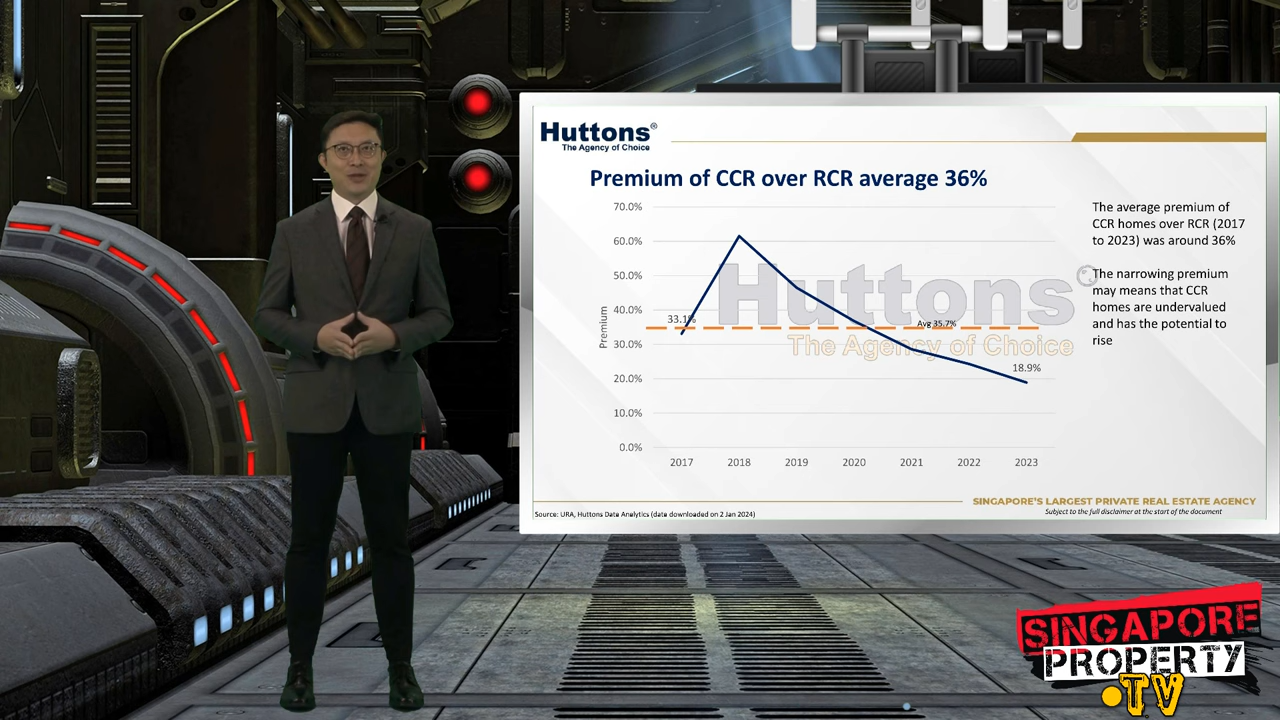 Huttons®
The Agency of Choice
Premium of CCR over RCR average 36%
70.0%
60.0%
50.0%
40.0%
30.0%
20.0%
10.0%
0.0%
Premium
33.1%
Avg 35.7%
18.9%
2017 2018 2019 2020 2021 2022 2023
Huttons®
The Agency of Choice
The average premium of
CCR homes over RCR (2017
to 2023) was around 36%
The narrowing premium
may means that CCR
homes are undervalued
and has the potential to
rise
SINGAPORE'S LARGEST PRIVATE REAL ESTATE AGENCY
Source: URA, Huttons Data Analytics (date downloaded on 2 Jan 2024)
Subject to the full disclaimer at the start of the document
SINGAPORE
PROPERTY
.TV